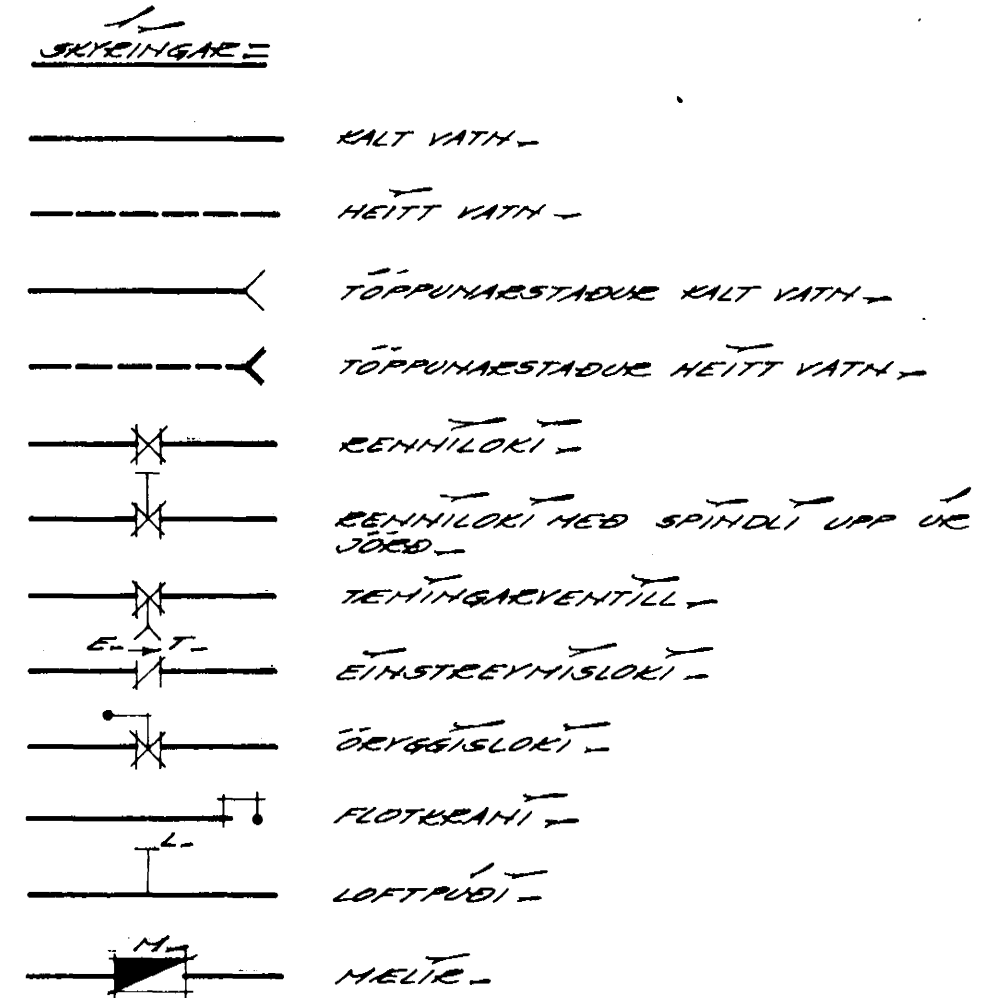 SKÝRINGAR =
KALT VATN -
HEITT VATN -
TÖPPUNARSTAÐUR KALT VATN -
TÖPPUNARSTAÐUR HEITT VATN -
RENNILOKI -
RENNILOKI MEÐ SPINDLI UPP ÚR
JÖRÐ -
TÆMINGARVENTILL -
E- T-
EINSTREYMISLOKI -
ÖRYGGISLOKI -
FLOTKRANI -
L-
LOFTPÚÐI -
M-
MÆLIR -